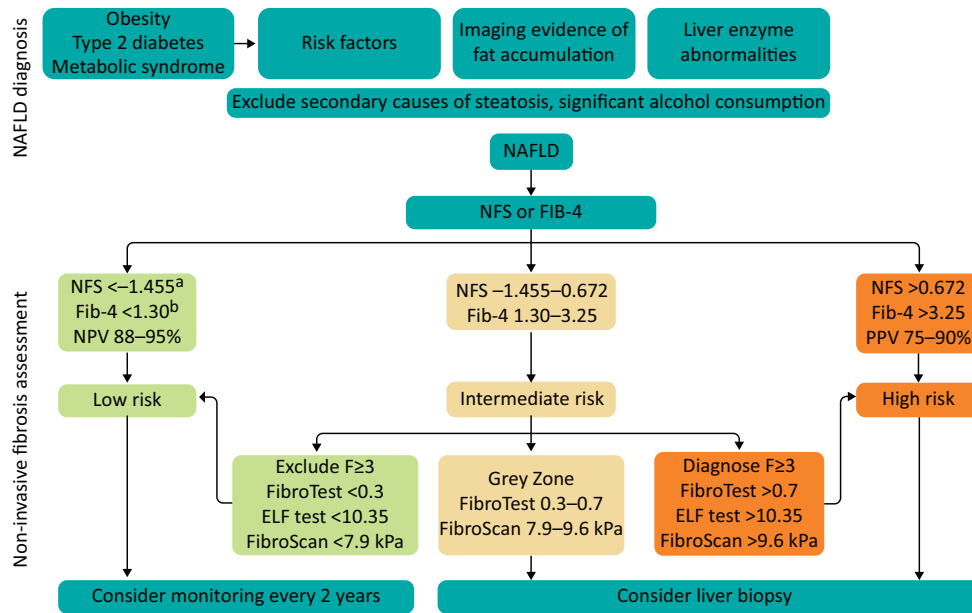 NAFLD diagnosis
Obesity
Type 2 diabetes
Metabolic syndrome
Risk factors
Imaging evidence of
fat accumulation
Liver enzyme
abnormalities
Exclude secondary causes of steatosis, significant alcohol consumption
NAFLD
NFS or FIB-4
Non-invasive fibrosis assessment
NFS <–1.455ᵃ
Fib-4 <1.30ᵇ
NPV 88–95%
NFS –1.455–0.672
Fib-4 1.30–3.25
NFS >0.672
Fib-4 >3.25
PPV 75–90%
Low risk
Intermediate risk
High risk
Exclude F≥3
FibroTest <0.3
ELF test <10.35
FibroScan <7.9 kPa
Grey Zone
FibroTest 0.3–0.7
FibroScan 7.9–9.6 kPa
Diagnose F≥3
FibroTest >0.7
ELF test >10.35
FibroScan >9.6 kPa
Consider monitoring every 2 years
Consider liver biopsy